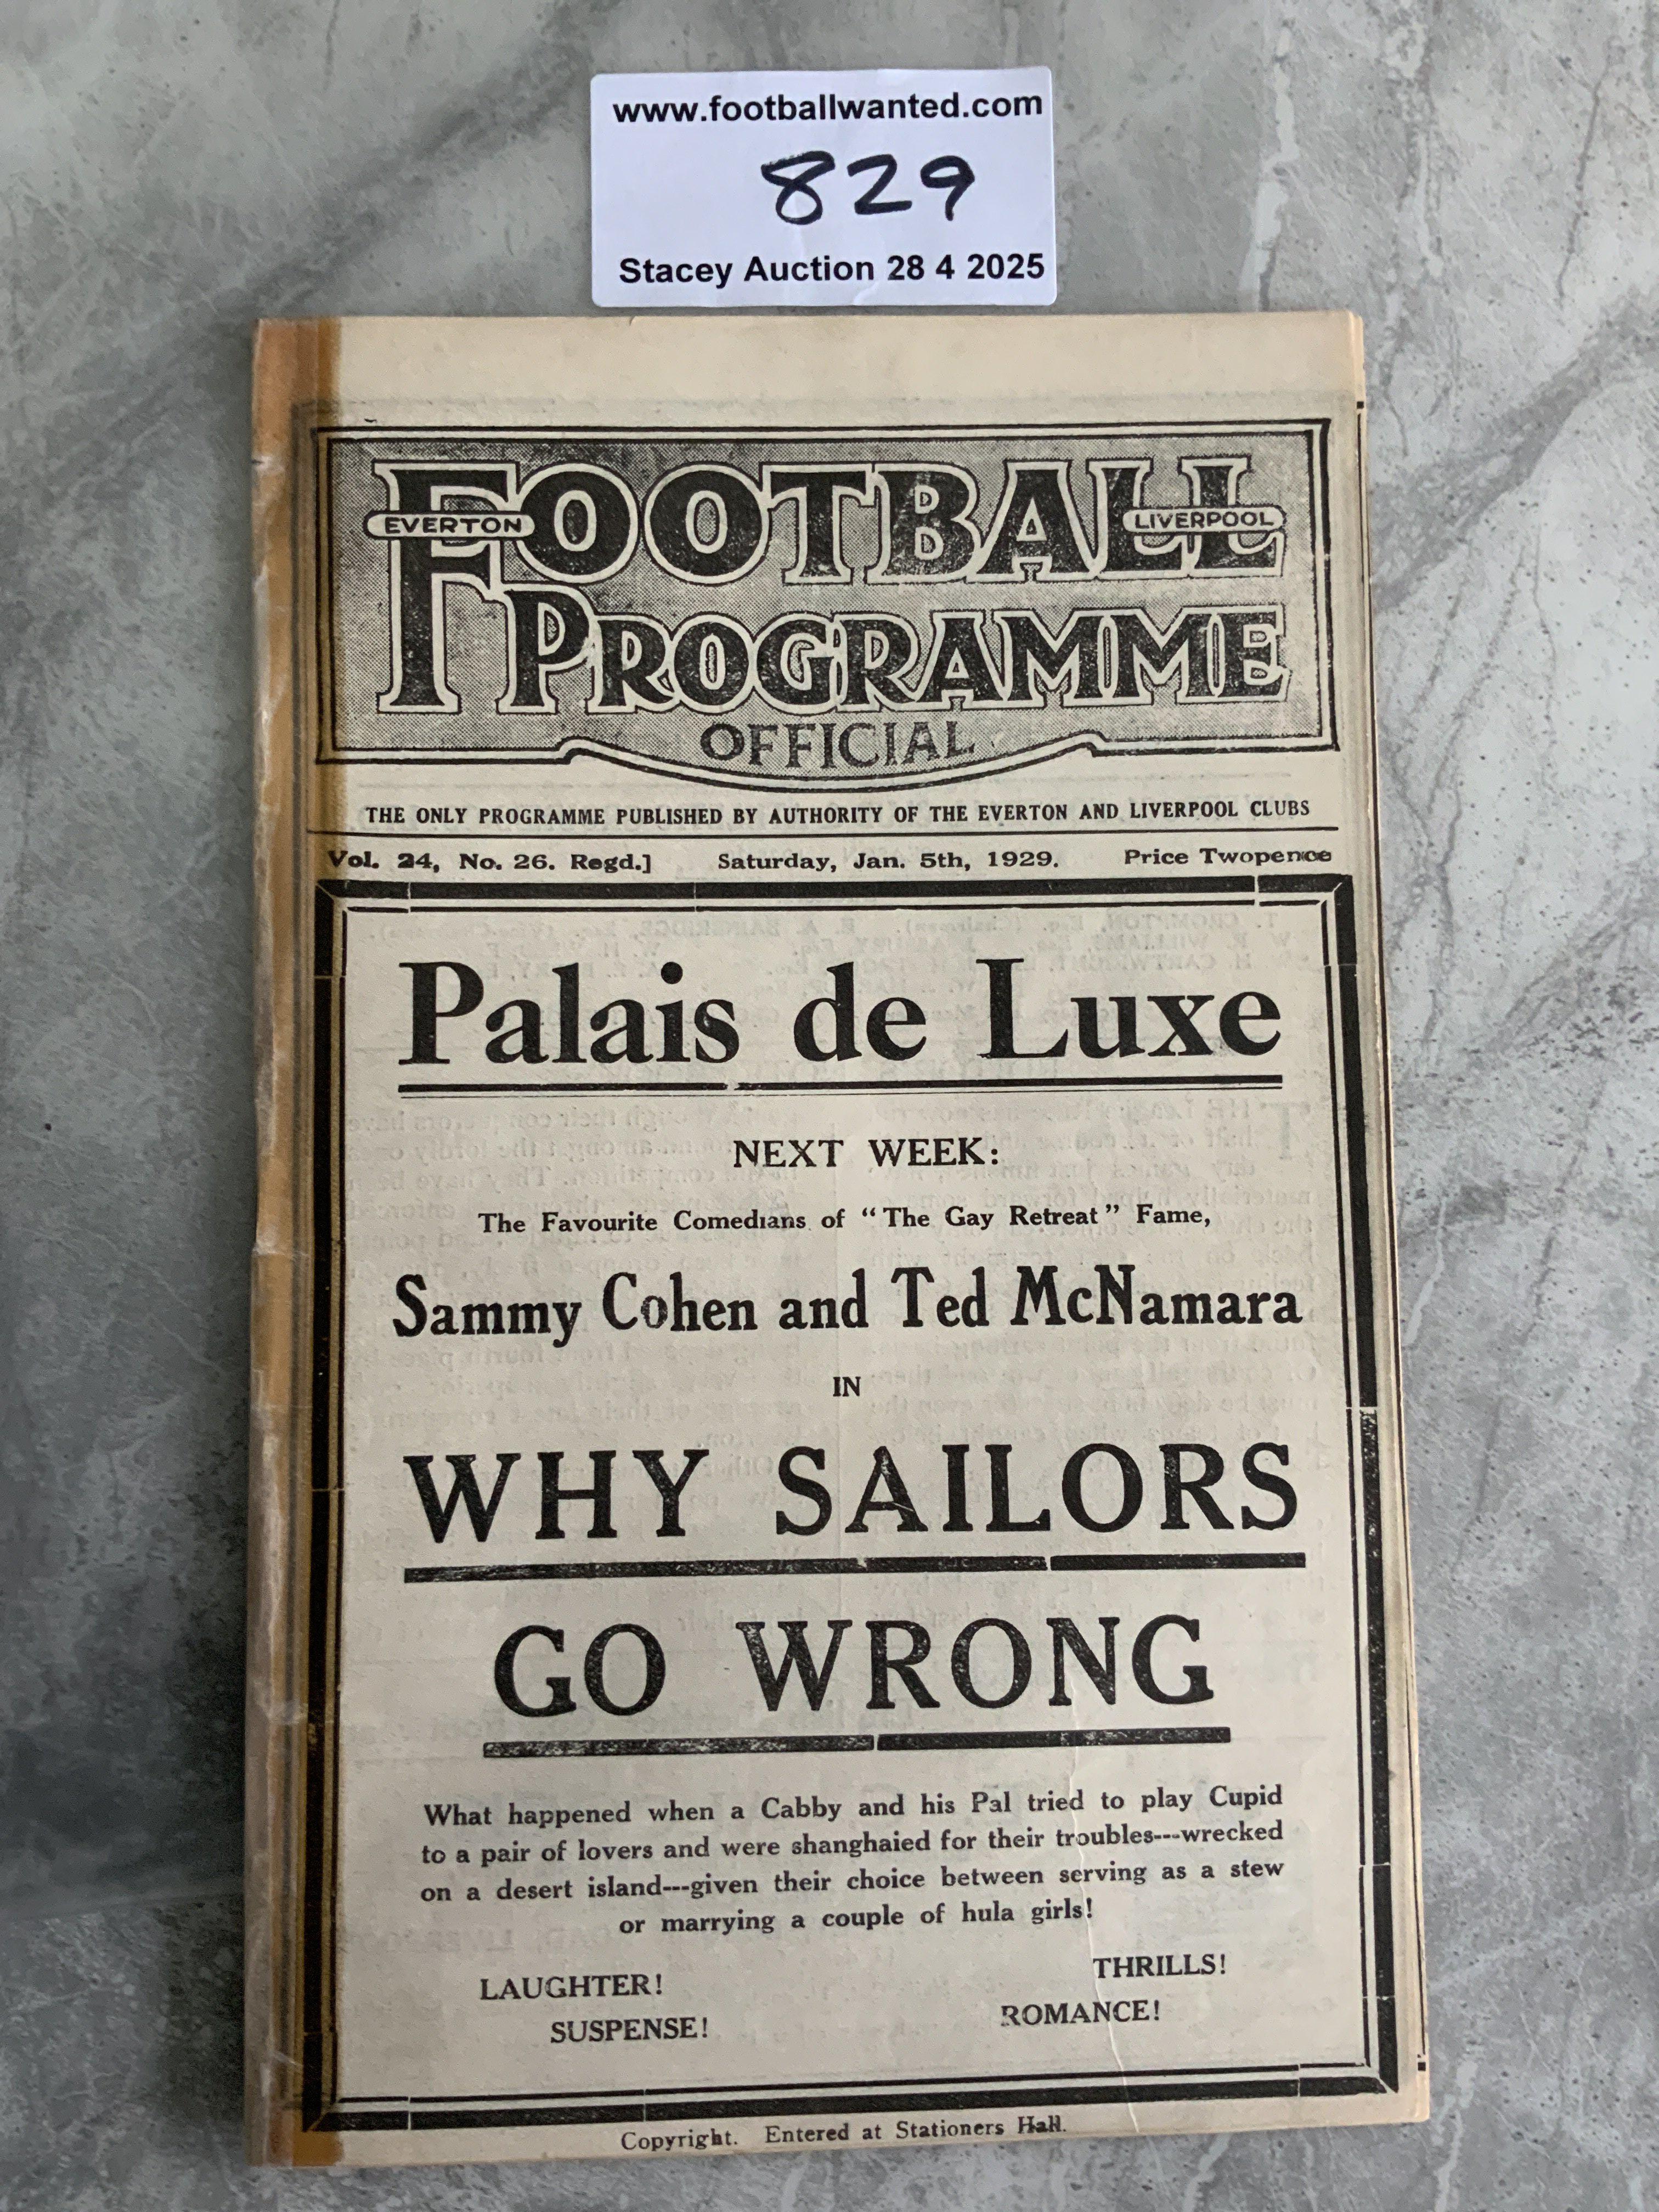 www.footballwanted.com
829
Stacey Auction 28 4 2025
FOOTBALL
EVERTON
LIVERPOOL
PROGRAMME
OFFICIAL
THE ONLY PROGRAMME PUBLISHED BY AUTHORITY OF THE EVERTON AND LIVERPOOL CLUBS
Vol. 24, No. 26. Regd.] Saturday, Jan. 5th, 1929. Price Twopence
Palais de Luxe
NEXT WEEK:
The Favourite Comedians of "The Gay Retreat" Fame,
Sammy Cohen and Ted McNamara
IN
WHY SAILORS
GO WRONG
What happened when a Cabby and his Pal tried to play Cupid
to a pair of lovers and were shanghaied for their troubles---wrecked
on a desert island---given their choice between serving as a stew
or marrying a couple of hula girls!
LAUGHTER! THRILLS!
SUSPENSE! ROMANCE!
Copyright. Entered at Stationers Hall.